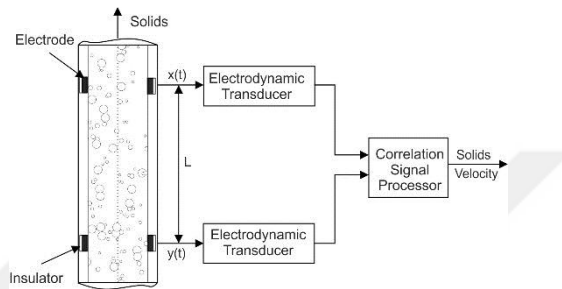 Solids
Electrode
x(t)
Electrodynamic
Transducer
L
Correlation
Signal
Processor
Solids
Velocity
Electrodynamic
Transducer
y(t)
Insulator